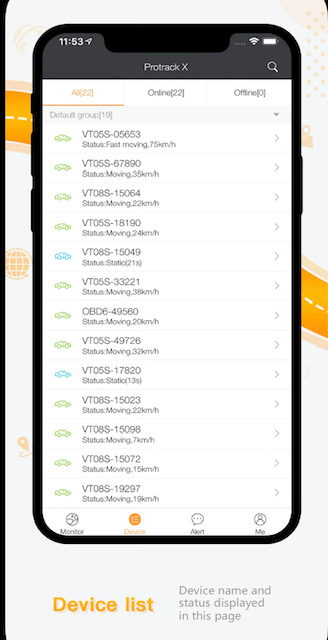 11:53
Protrack X
All[22]
Online[22]
Offline[0]
Default group[19]
VT05S-05653
Status:Fast moving,75km/h
VT05S-67890
Status:Moving,35km/h
VT08S-15064
Status:Moving,22km/h
VT05S-18190
Status:Moving,24km/h
VT08S-15049
Status:Static(21s)
VT05S-33221
Status:Moving,38km/h
OBD6-49560
Status:Moving,20km/h
VT05S-49726
Status:Moving,32km/h
VT05S-17820
Status:Static(13s)
VT08S-15023
Status:Moving,22km/h
VT08S-15098
Status:Moving,7km/h
VT08S-15072
Status:Moving,15km/h
VT08S-19297
Status:Moving,19km/h
Monitor
Device
Alert
Me
Device list
Device name and
status displayed
in this page